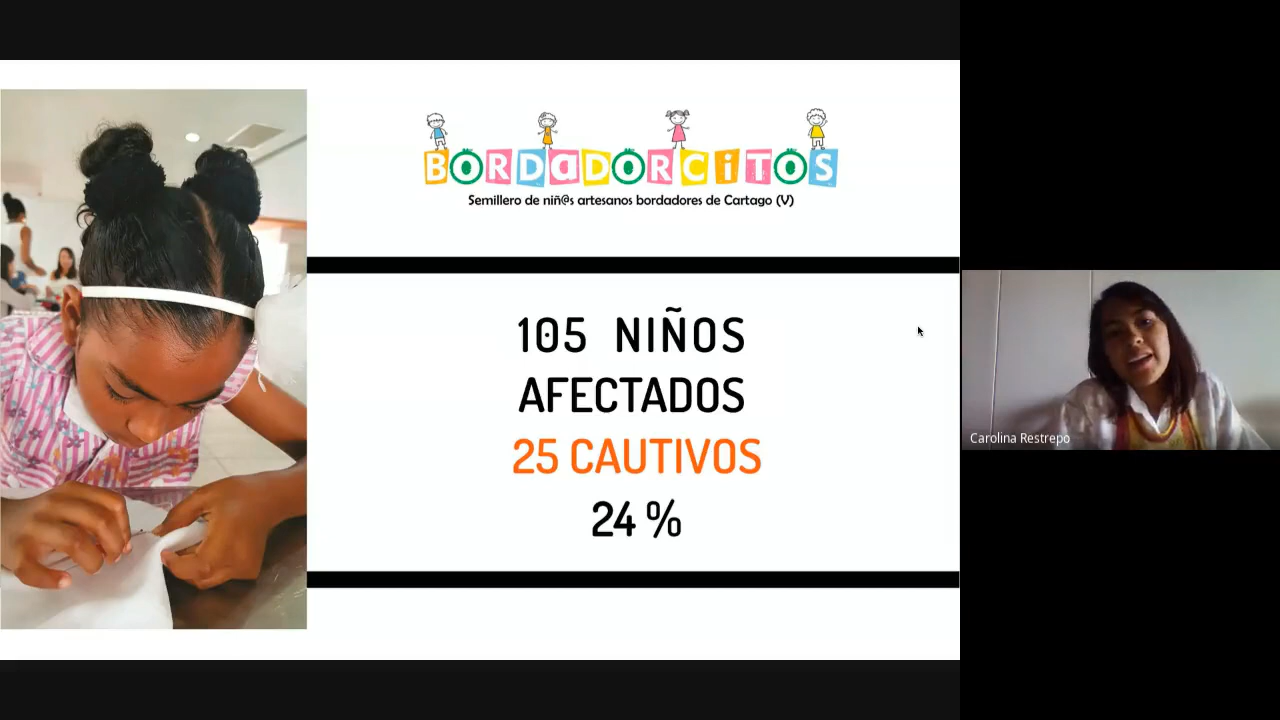 BORDaDORCiTOS
Semillero de niñ@s artesanos bordadores de Cartago (V)
105 NIÑOS
AFECTADOS
25 CAUTIVOS
24 %
Carolina Restrepo